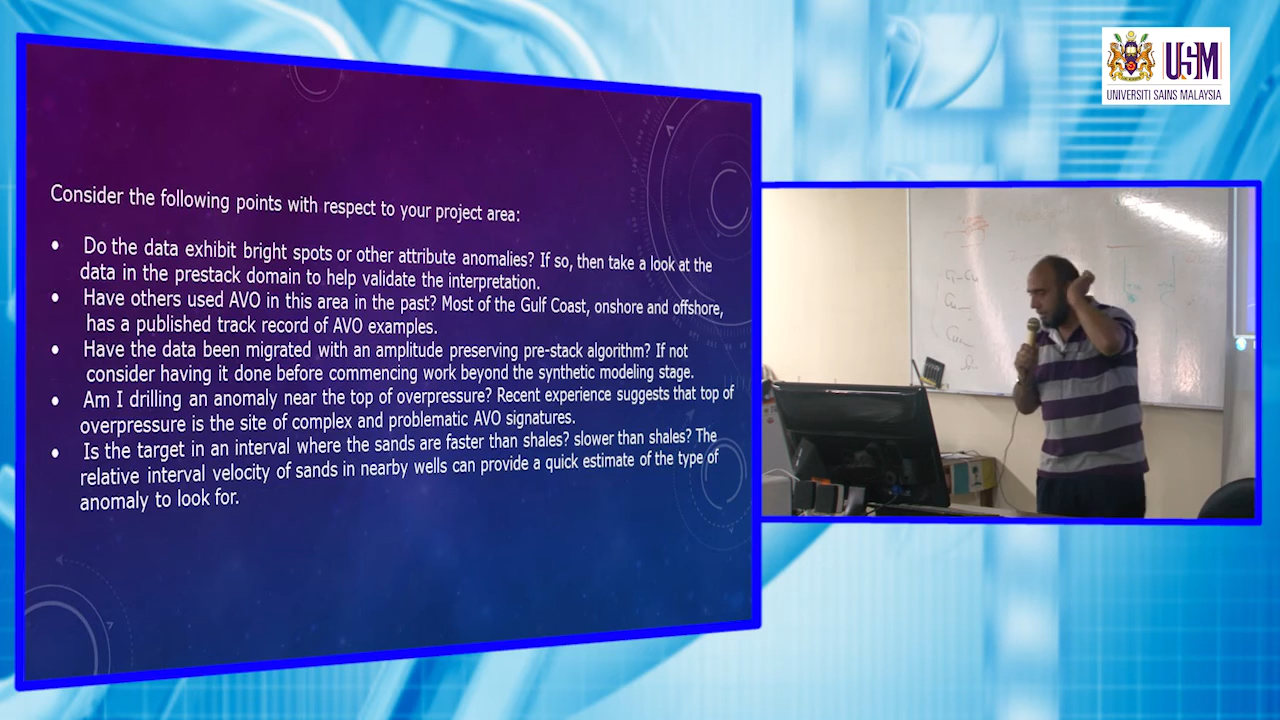 USM
UNIVERSITI SAINS MALAYSIA
Consider the following points with respect to your project area:
• Do the data exhibit bright spots or other attribute anomalies? If so, then take a look at the
data in the prestack domain to help validate the interpretation.
• Have others used AVO in this area in the past? Most of the Gulf Coast, onshore and offshore,
has a published track record of AVO examples.
• Have the data been migrated with an amplitude preserving pre-stack algorithm? If not
consider having it done before commencing work beyond the synthetic modeling stage.
• Am I drilling an anomaly near the top of overpressure? Recent experience suggests that top of
overpressure is the site of complex and problematic AVO signatures.
• Is the target in an interval where the sands are faster than shales? slower than shales? The
relative interval velocity of sands in nearby wells can provide a quick estimate of the type of
anomaly to look for.